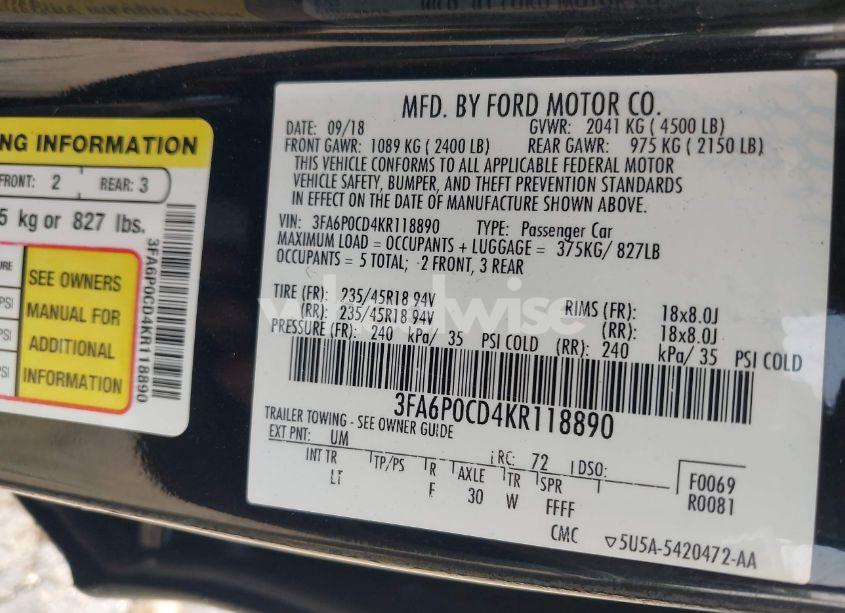 MFD. BY FORD MOTOR CO.
DATE: 09/18 GVWR: 2041 KG ( 4500 LB)
FRONT GAWR: 1089 KG ( 2400 LB) REAR GAWR: 975 KG ( 2150 LB)
THIS VEHICLE CONFORMS TO ALL APPLICABLE FEDERAL MOTOR
VEHICLE SAFETY, BUMPER, AND THEFT PREVENTION STANDARDS
IN EFFECT ON THE DATE OF MANUFACTURE SHOWN ABOVE.
VIN: 3FA6P0CD4KR118890 TYPE: Passenger Car
MAXIMUM LOAD = OCCUPANTS + LUGGAGE = 375KG/ 827LB
OCCUPANTS = 5 TOTAL; 2 FRONT, 3 REAR
TIRE (FR): 235/45R18 94V RIMS (FR): 18x8.0J
(RR): 235/45R18 94V (RR): 18x8.0J
PRESSURE (FR): 240 kPa/ 35 PSI COLD (RR): 240 kPa/ 35 PSI COLD
3FA6P0CD4KR118890
TRAILER TOWING - SEE OWNER GUIDE
EXT PNT: UM RC: 72 DSO:
INT TR TP/PS R AXLE TR SPR
LT F 30 W FFFF
F0069
R0081
CMC ▽5U5A-5420472-AA
NG INFORMATION
FRONT: 2 REAR: 3
5 kg or 827 lbs.
SEE OWNERS
MANUAL FOR
ADDITIONAL
INFORMATION
PSI
PSI
PSI
3FA6P0CD4KR118890